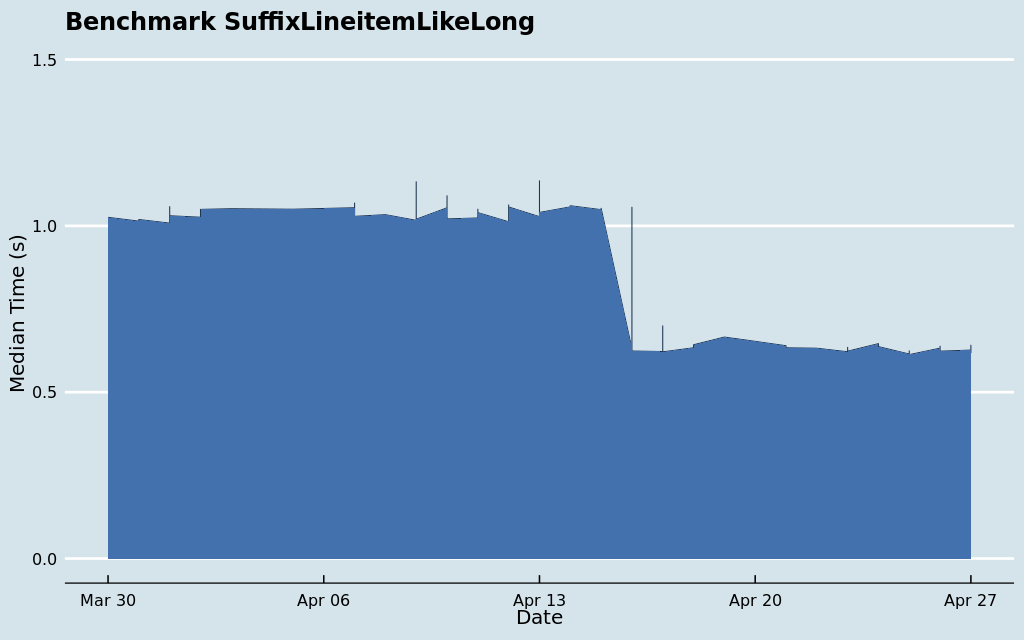 Benchmark SuffixLineitemLikeLong
Median Time (s)
1.5
1.0
0.5
0.0
Mar 30 Apr 06 Apr 13 Apr 20 Apr 27
Date